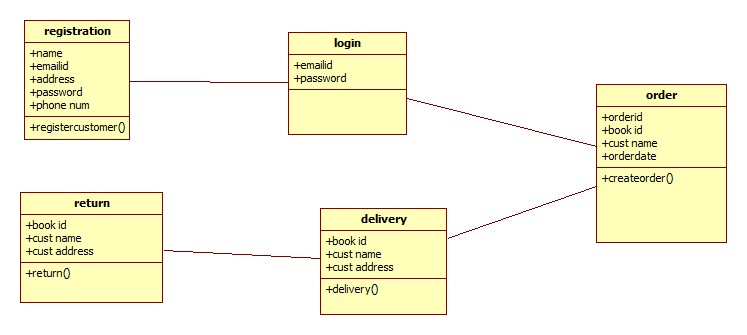 registration
+name
+emailid
+address
+password
+phone num
+registercustomer()
login
+emailid
+password
order
+orderid
+book id
+cust name
+orderdate
+createorder()
return
+book id
+cust name
+cust address
+return()
delivery
+book id
+cust name
+cust address
+delivery()